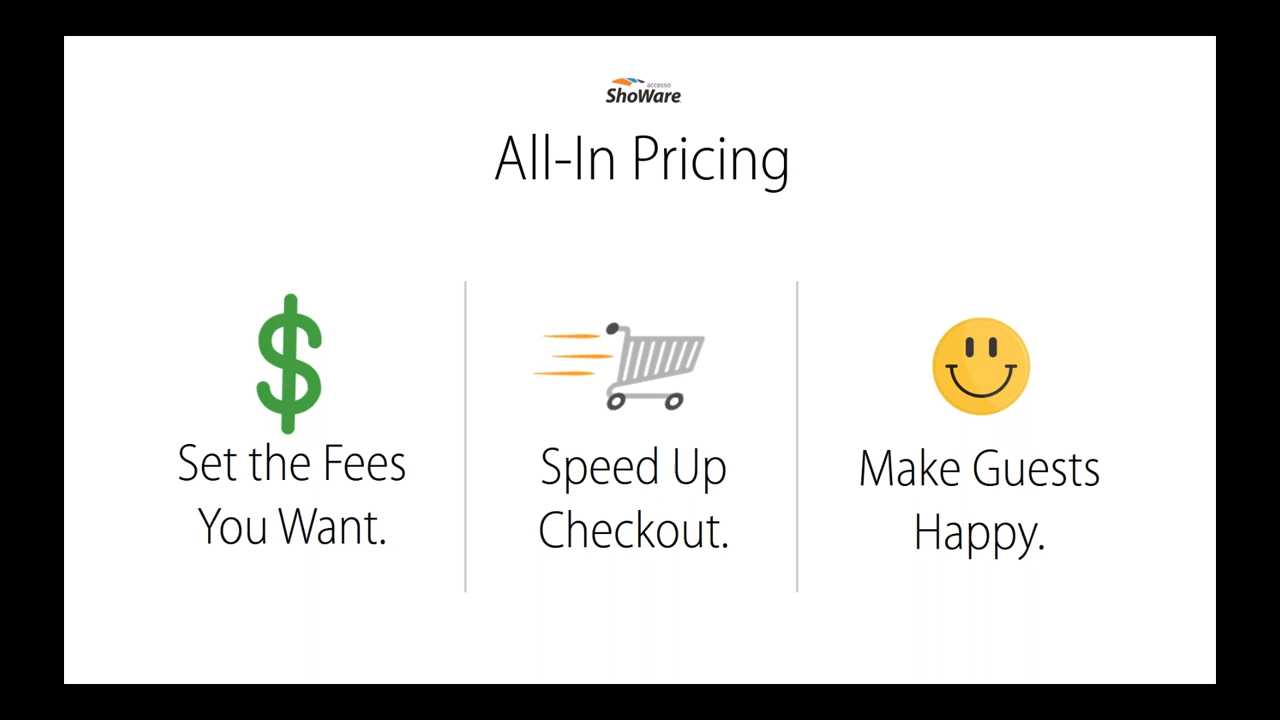 accesso
ShoWare
All-In Pricing
Set the Fees
You Want.
Speed Up
Checkout.
Make Guests
Happy.